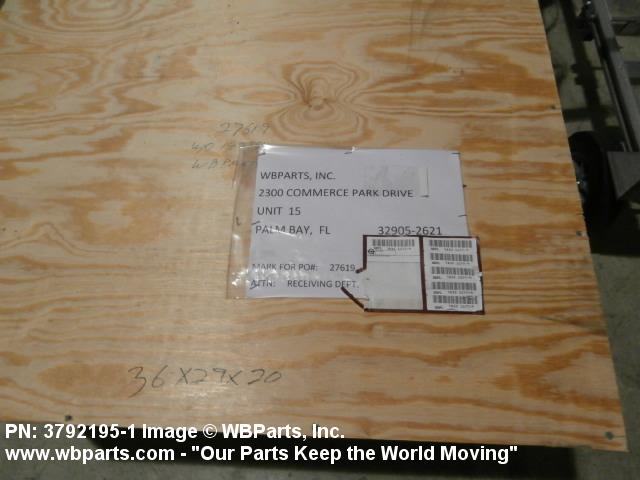 27619
WBPARTS, INC.
2300 COMMERCE PARK DRIVE
UNIT 15
PALM BAY, FL 32905-2621
MARK FOR PO#: 27619
ATTN: RECEIVING DEPT.
36X29X20
PN: 3792195-1 Image © WBParts, Inc.
www.wbparts.com - "Our Parts Keep the World Moving"